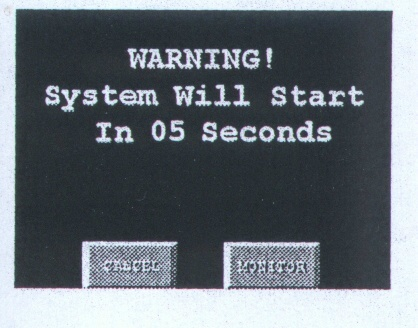 WARNING!
System Will Start
In 05 Seconds
CANCEL
MONITOR